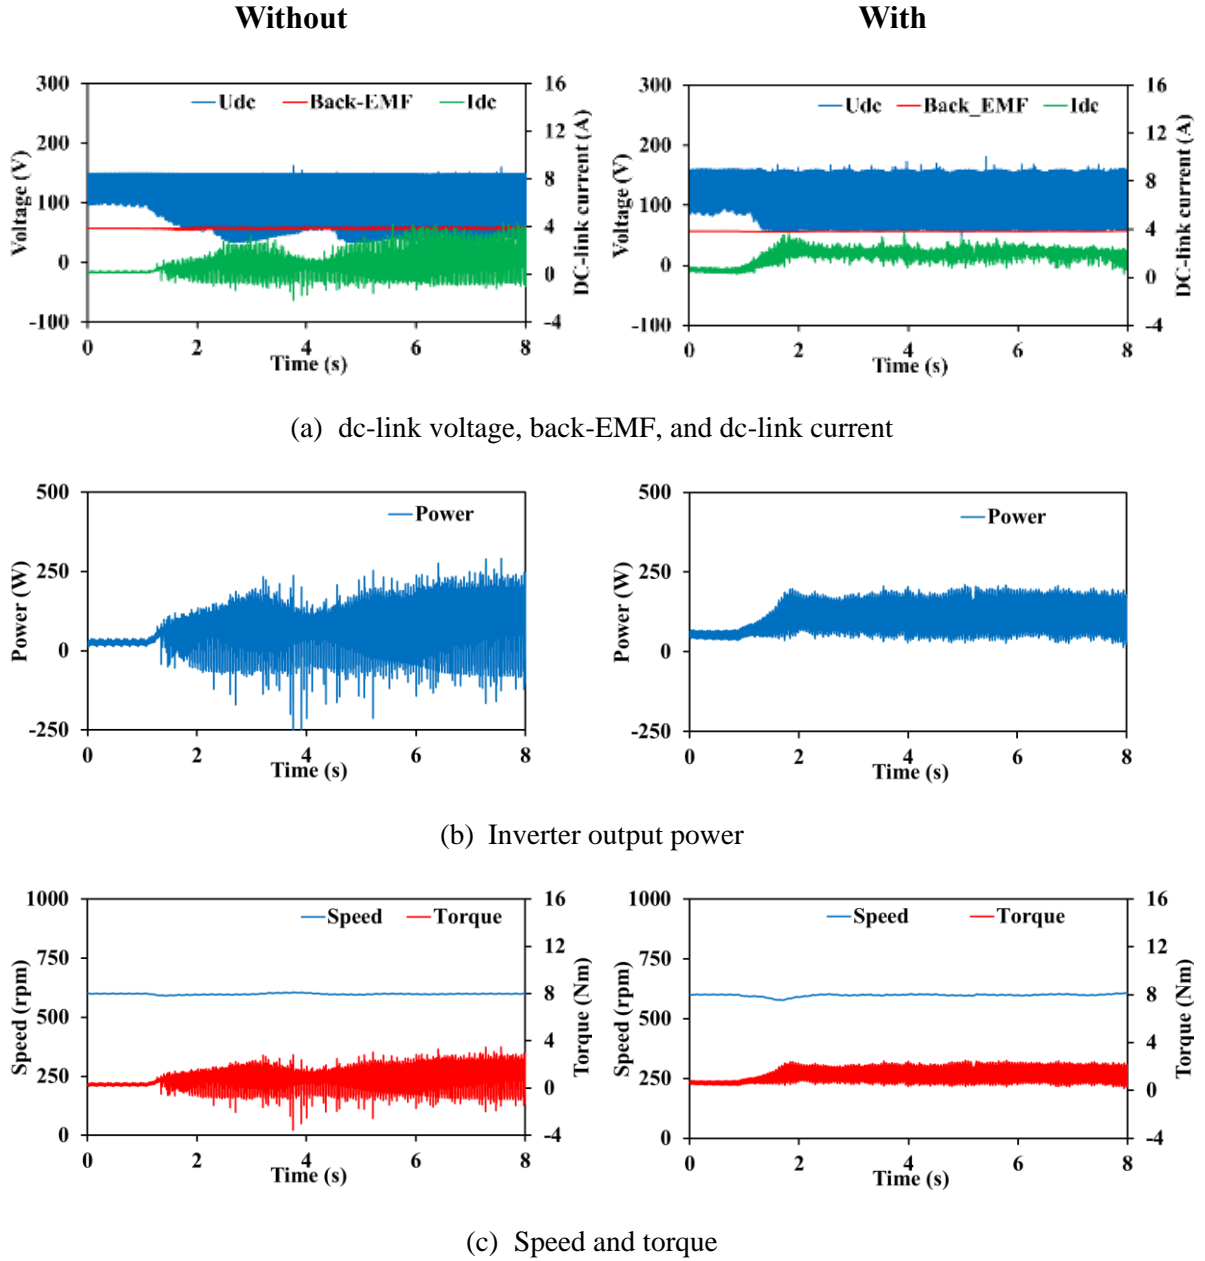 Without With
300 200 100 0 -100
Voltage (V)
Udc Back-EMF Idc
16 12 8 4 0 -4
DC-link current (A)
0 2 4 6 8
Time (s)
300 200 100 0 -100
Voltage (V)
Udc Back_EMF Idc
16 12 8 4 0 -4
DC-link current (A)
0 2 4 6 8
Time (s)
(a) dc-link voltage, back-EMF, and dc-link current
500 250 0 -250
Power (W)
Power
0 2 4 6 8
Time (s)
500 250 0 -250
Power (W)
Power
0 2 4 6 8
Time (s)
(b) Inverter output power
1000 750 500 250 0
Speed (rpm)
Speed Torque
16 12 8 4 0 -4
Torque (Nm)
0 2 4 6 8
Time (s)
1000 750 500 250 0
Speed (rpm)
Speed Torque
16 12 8 4 0 -4
Torque (Nm)
0 2 4 6 8
Time (s)
(c) Speed and torque